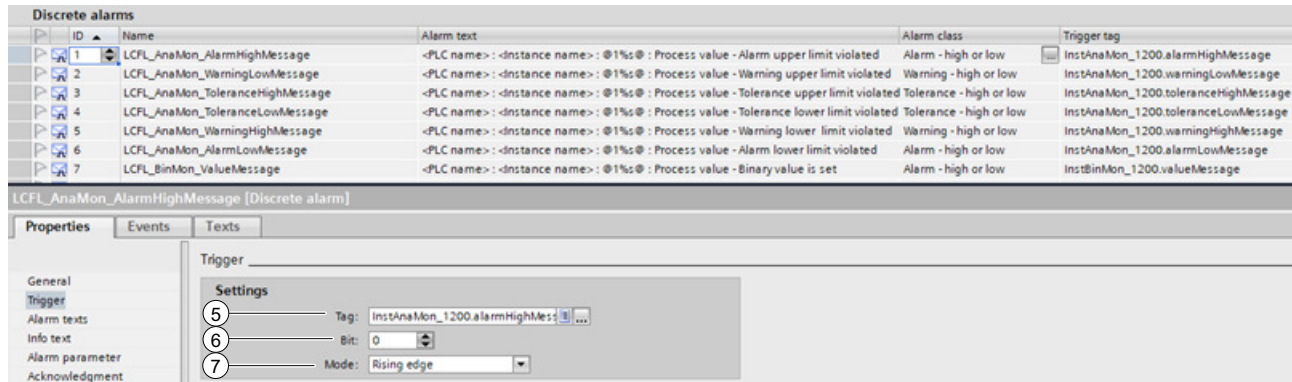 Discrete alarms
ID Name Alarm text Alarm class Trigger tag
1 LCFL_AnaMon_AlarmHighMessage <PLC name> : <Instance name> : @1%s@ : Process value - Alarm upper limit violated Alarm - high or low ... InstAnaMon_1200.alarmHighMessage
2 LCFL_AnaMon_WarningLowMessage <PLC name> : <Instance name> : @1%s@ : Process value - Warning upper limit violated Warning - high or low InstAnaMon_1200.warningLowMessage
3 LCFL_AnaMon_ToleranceHighMessage <PLC name> : <Instance name> : @1%s@ : Process value - Tolerance upper limit violated Tolerance - high or low InstAnaMon_1200.toleranceHighMessage
4 LCFL_AnaMon_ToleranceLowMessage <PLC name> : <Instance name> : @1%s@ : Process value - Tolerance lower limit violated Tolerance - high or low InstAnaMon_1200.toleranceLowMessage
5 LCFL_AnaMon_WarningHighMessage <PLC name> : <Instance name> : @1%s@ : Process value - Warning lower limit violated Warning - high or low InstAnaMon_1200.warningHighMessage
6 LCFL_AnaMon_AlarmLowMessage <PLC name> : <Instance name> : @1%s@ : Process value - Alarm lower limit violated Alarm - high or low InstAnaMon_1200.alarmLowMessage
7 LCFL_BinMon_ValueMessage <PLC name> : <Instance name> : @1%s@ : Process value - Binary value is set Alarm - high or low InstBinMon_1200.valueMessage
LCFL_AnaMon_AlarmHighMessage [Discrete alarm]
Properties Events Texts
General
Trigger
Alarm texts
Info text
Alarm parameter
Acknowledgment
Trigger
Settings
5 Tag: InstAnaMon_1200.alarmHighMess ...
6 Bit: 0
7 Mode: Rising edge